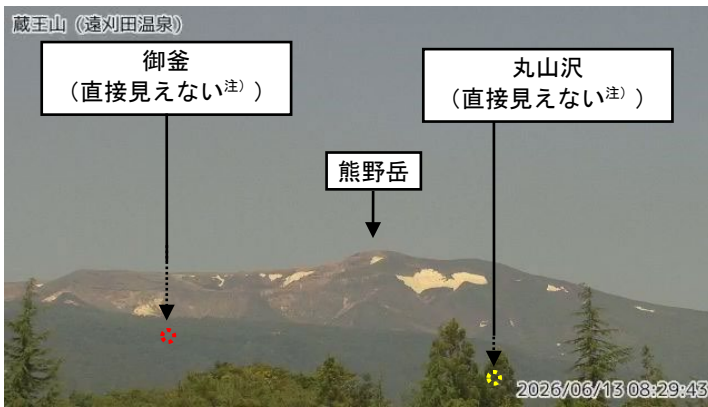 蔵王山（遠刈田温泉）
御釜
（直接見えない注））
丸山沢
（直接見えない注））
熊野岳
2026/06/13 08:29:43